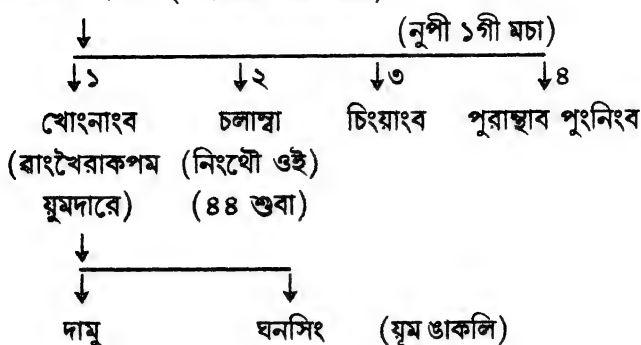 (নুপী ১গী মচা)
১ ২ ৩ ৪
খোংনাংব চলাম্বা চিংয়াংব পুরান্থাব পুংনিংব
(ৱাংখৈরাকপম (নিংথৌ ওই)
য়ুমদারে) (৪৪ শুবা)
দামু ঘনসিং (য়ূম ঙাকলি)